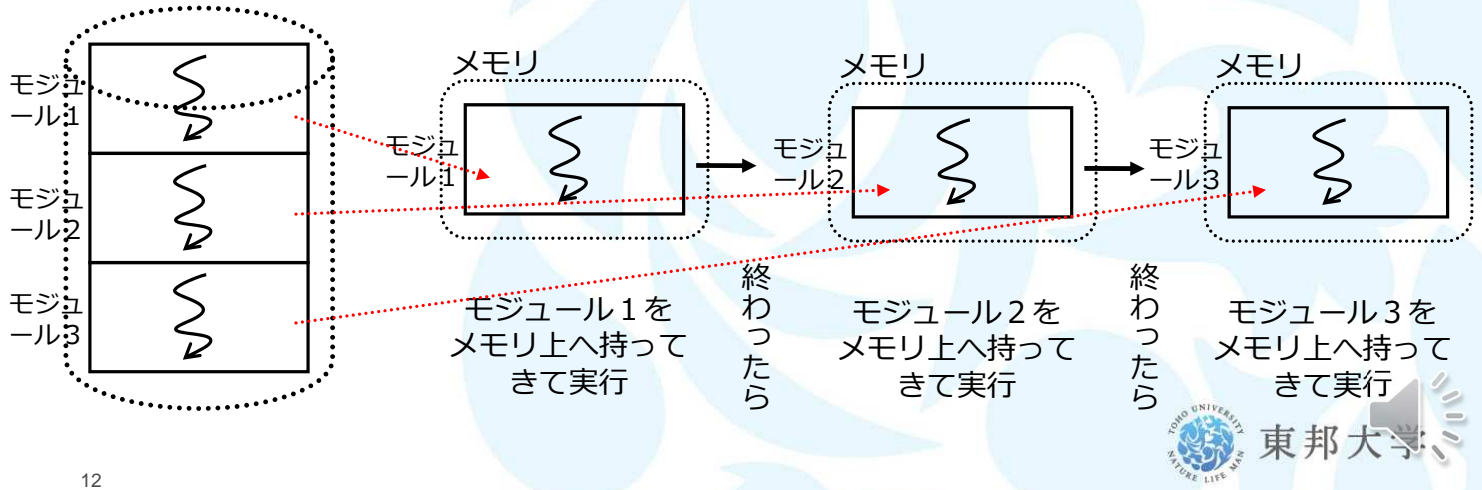 モジュ
ール1
モジュ
ール2
モジュ
ール3
メモリ
モジュ
ール1
モジュール１を
メモリ上へ持って
きて実行
終わったら
メモリ
モジュ
ール2
モジュール２を
メモリ上へ持って
きて実行
終わったら
メモリ
モジュ
ール3
モジュール３を
メモリ上へ持って
きて実行
TOHO UNIVERSITY
NATURE LIFE MAN
東邦大学
12